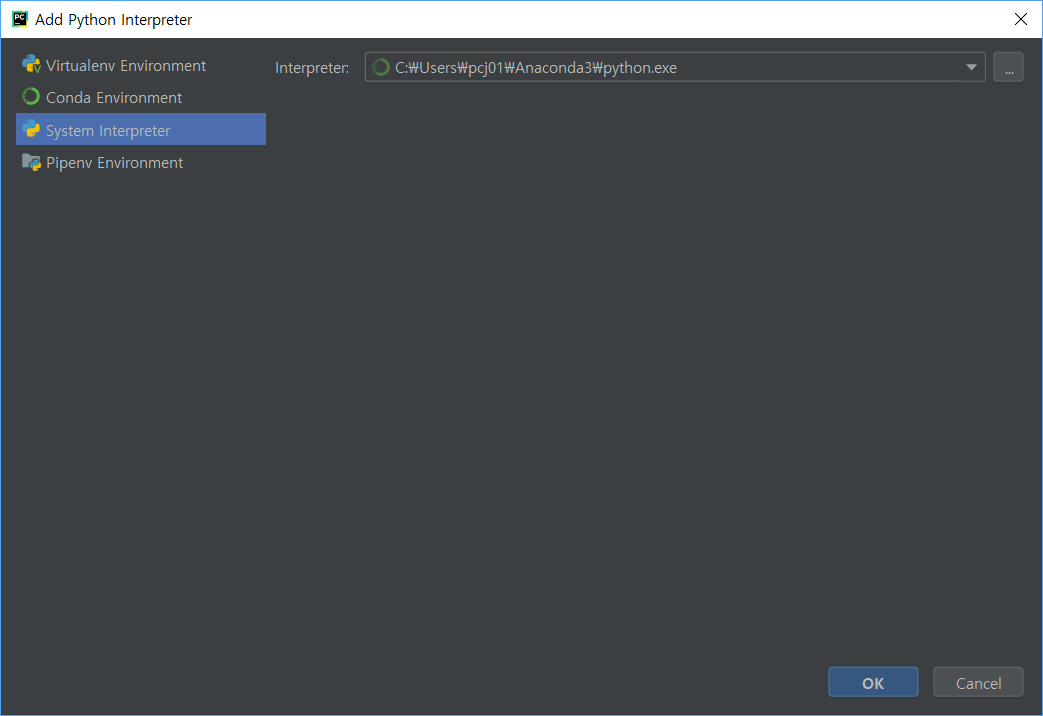 Add Python Interpreter
Virtualenv Environment
Conda Environment
System Interpreter
Pipenv Environment
Interpreter: C:₩Users₩pcj01₩Anaconda3₩python.exe
...
OK Cancel